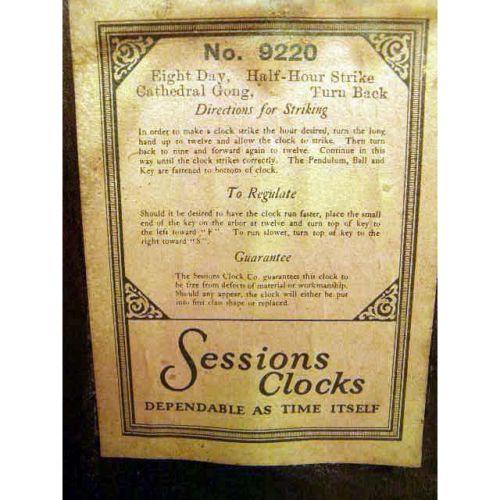 No. 9220
Eight Day, Half-Hour Strike
Cathedral Gong, Turn Back
Directions for Striking
In order to make a clock strike the hour desired, turn the long
hand up to twelve and allow the clock to strike. Then turn
back to nine and forward again to twelve. Continue in this
way until the clock strikes correctly. The Pendulum, Ball and
Key are fastened to bottom of clock.
To Regulate
Should it be desired to have the clock run faster, place the small
end of the key on the arbor at twelve and turn top of key to
the left toward "F". To run slower, turn top of key to the
right toward "S".
Guarantee
The Sessions Clock Co. guarantees this clock to
be free from defects of material or workmanship.
Should any appear, the clock will either be put
into first class shape or replaced.
Sessions
Clocks
DEPENDABLE AS TIME ITSELF